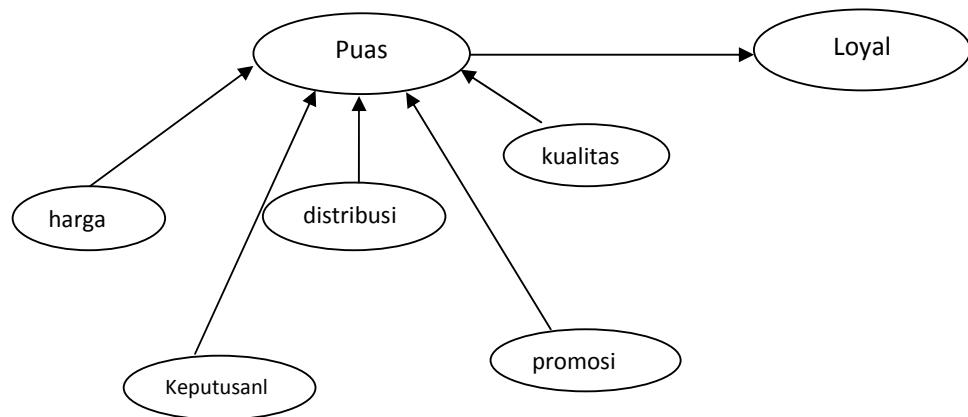 Puas
Loyal
kualitas
harga
distribusi
promosi
Keputusanl